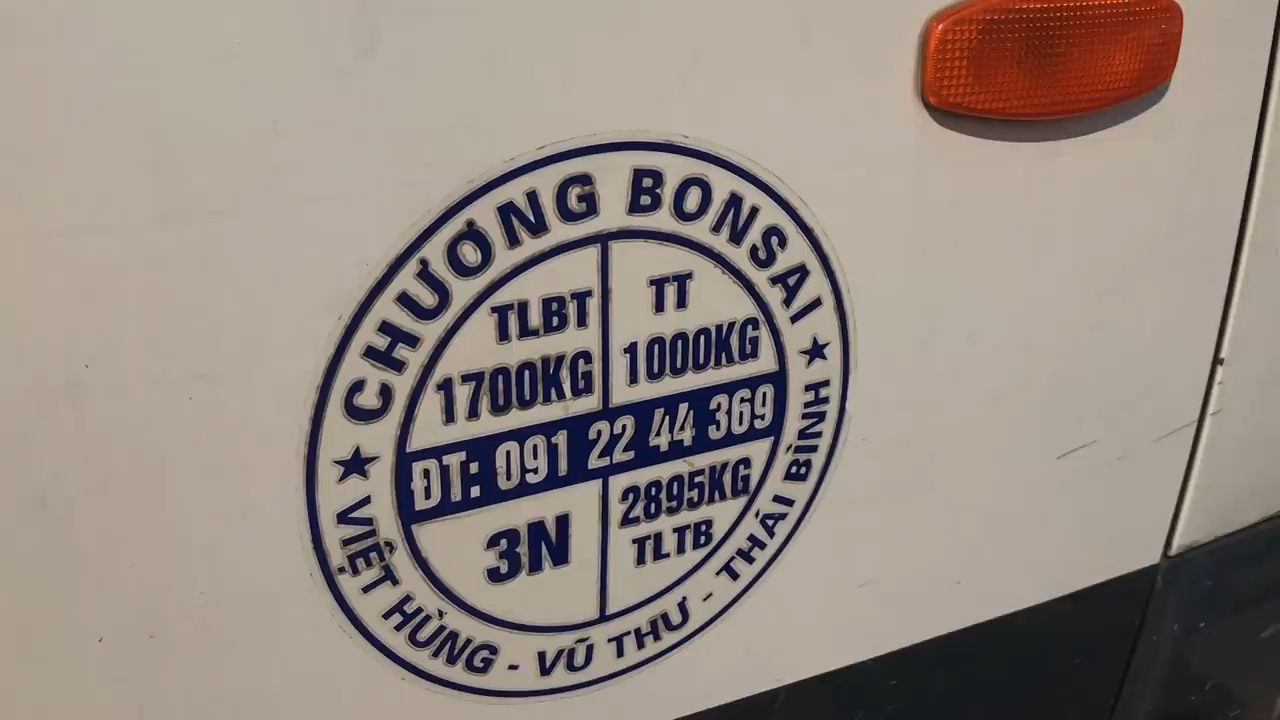 CHƯƠNG BONSAI
TLBT
1700KG
TT
1000KG
ĐT: 091 22 44 369
3N
2895KG
TLTB
VIỆT HÙNG - VŨ THƯ - THÁI BÌNH